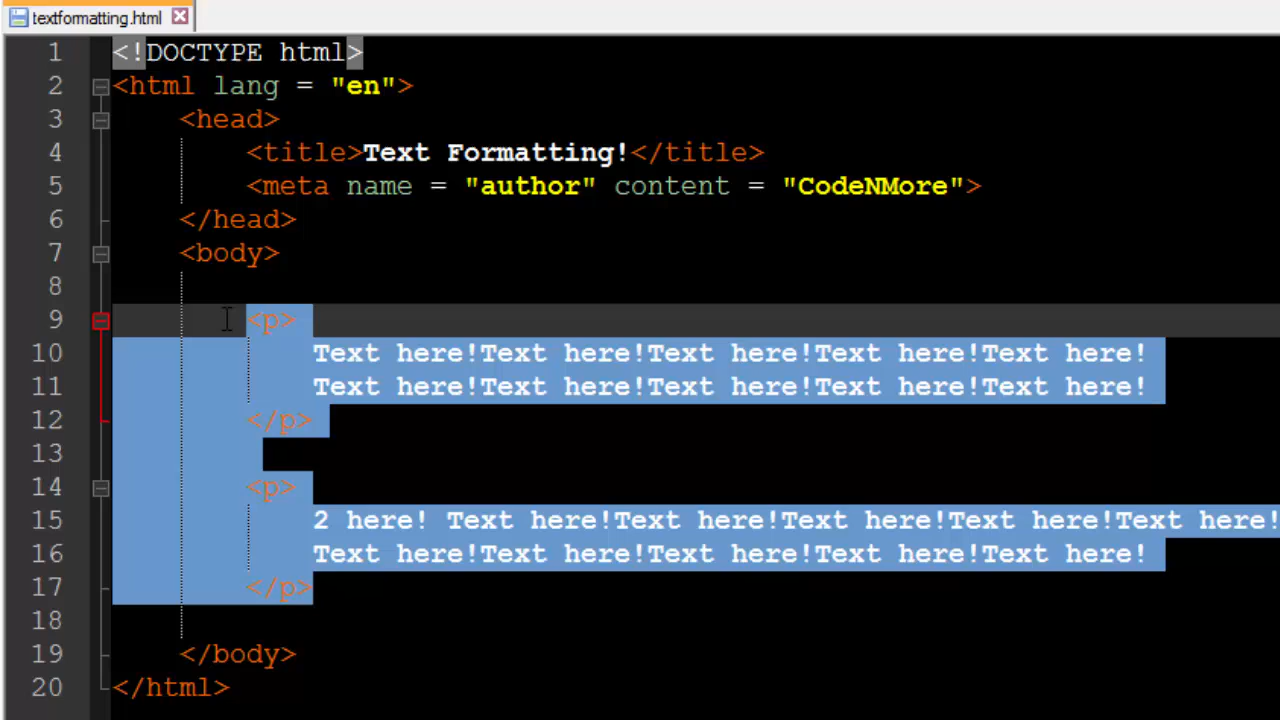 textformatting.html
1 <!DOCTYPE html>
2 <html lang = "en">
3 <head>
4 <title>Text Formatting!</title>
5 <meta name = "author" content = "CodeNMore">
6 </head>
7 <body>
8
9 <p>
10 Text here!Text here!Text here!Text here!Text here!
11 Text here!Text here!Text here!Text here!Text here!
12 </p>
13
14 <p>
15 2 here! Text here!Text here!Text here!Text here!Text here!
16 Text here!Text here!Text here!Text here!Text here!
17 </p>
18
19 </body>
20 </html>